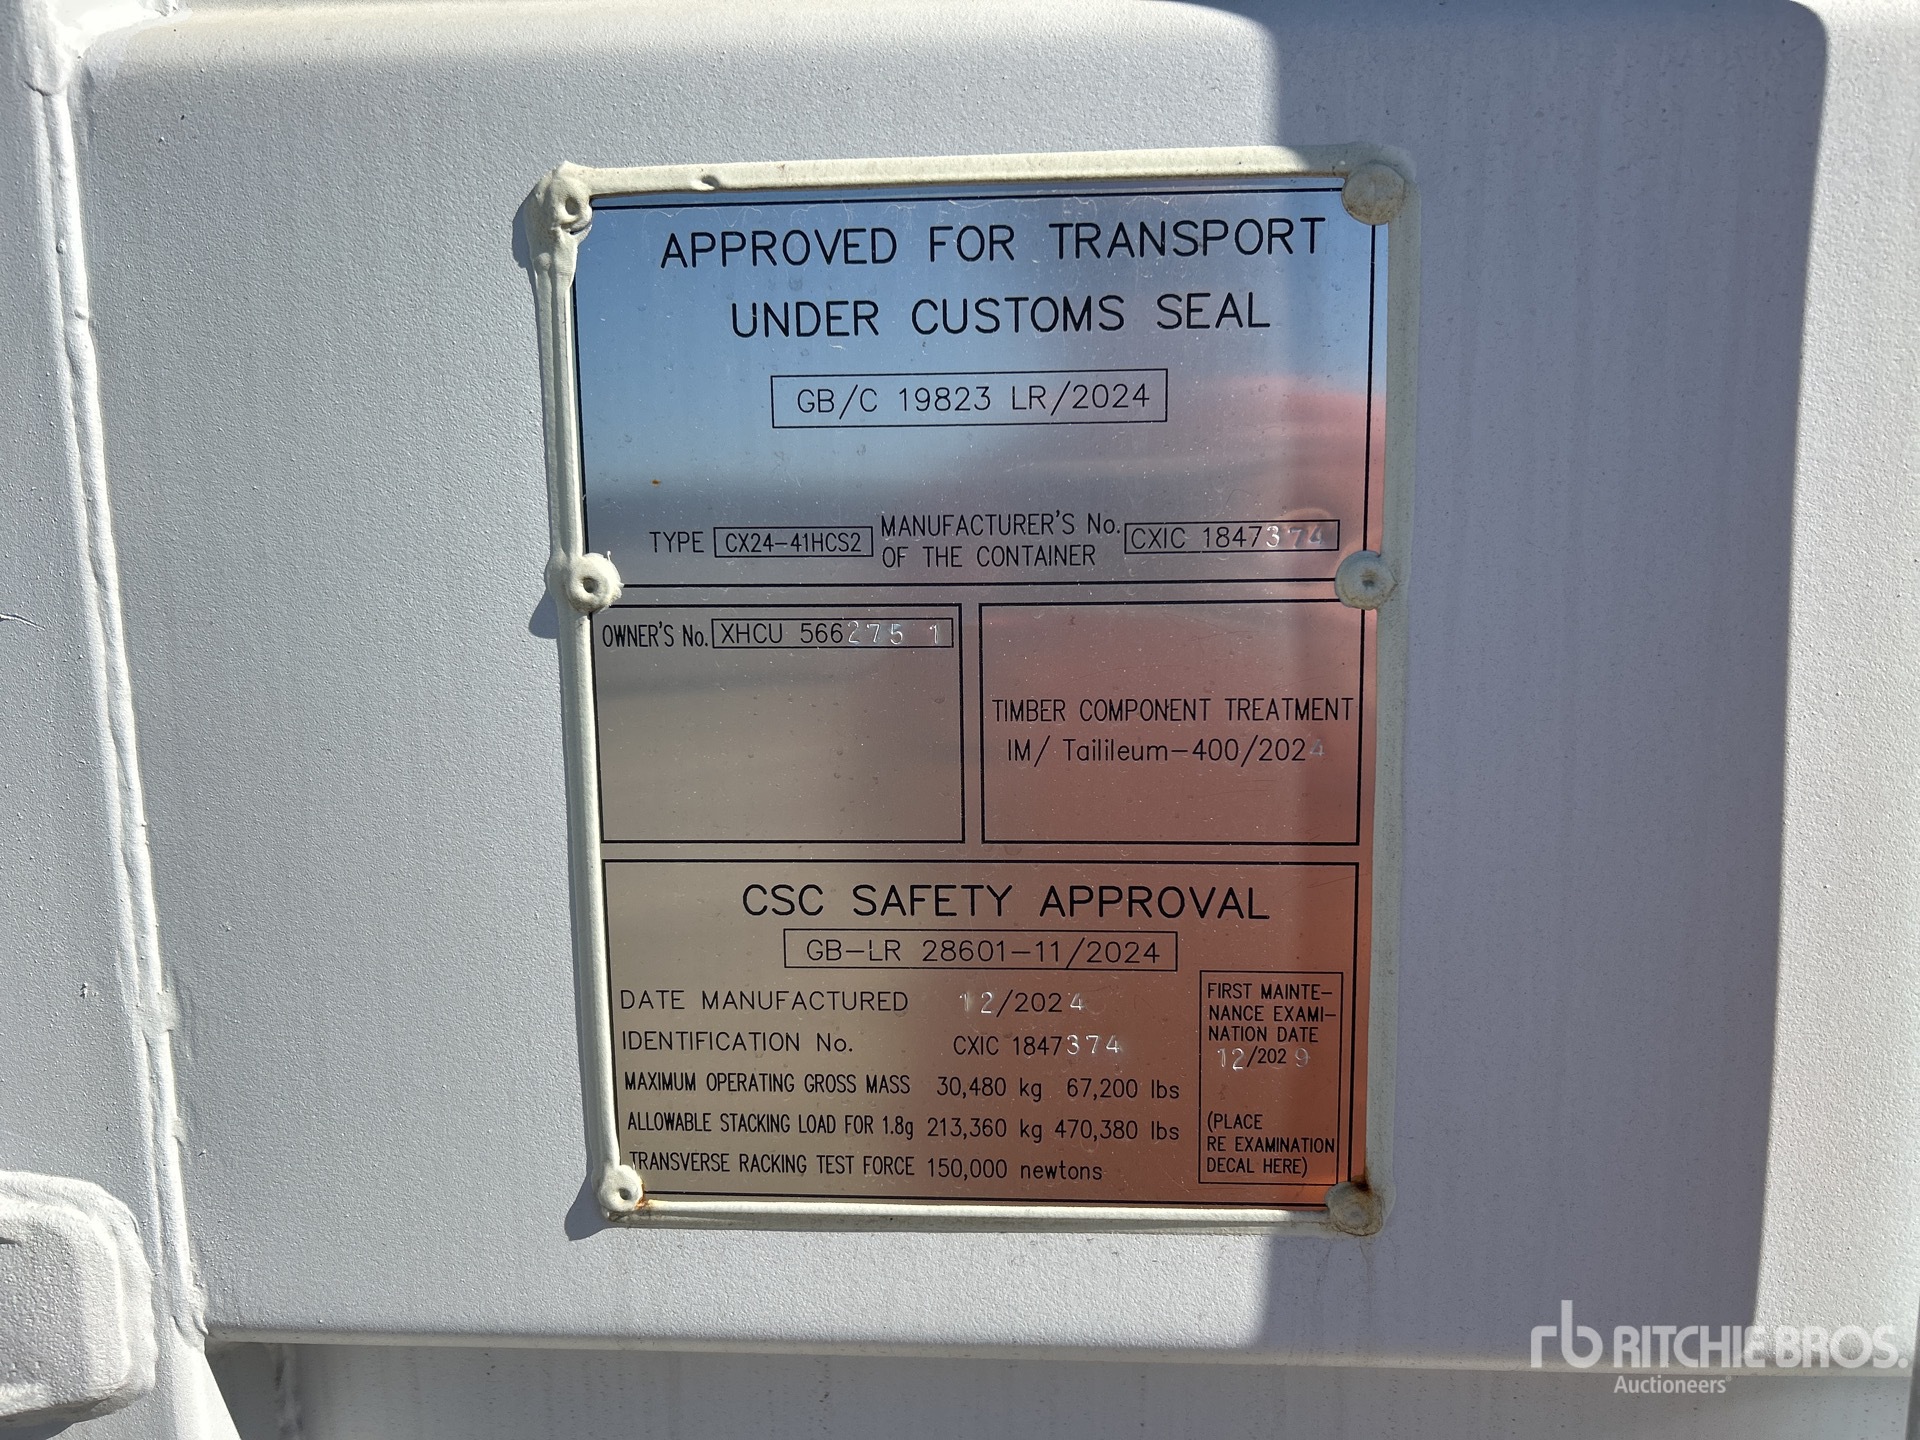 APPROVED FOR TRANSPORT
UNDER CUSTOMS SEAL
GB/C 19823 LR/2024
TYPE CX24-41HCS2 MANUFACTURER'S No. OF THE CONTAINER CXIC 1847374
OWNER'S No. XHCU 566275 1
TIMBER COMPONENT TREATMENT
IM/ Tailileum-400/2024
CSC SAFETY APPROVAL
GB-LR 28601-11/2024
DATE MANUFACTURED 12/2024
IDENTIFICATION No. CXIC 1847374
MAXIMUM OPERATING GROSS MASS 30,480 kg 67,200 lbs
ALLOWABLE STACKING LOAD FOR 1.8g 213,360 kg 470,380 lbs
TRANSVERSE RACKING TEST FORCE 150,000 newtons
FIRST MAINTE-
NANCE EXAMI-
NATION DATE
12/2029
(PLACE
RE EXAMINATION
DECAL HERE)
rb RITCHIE BROS.
Auctioneers